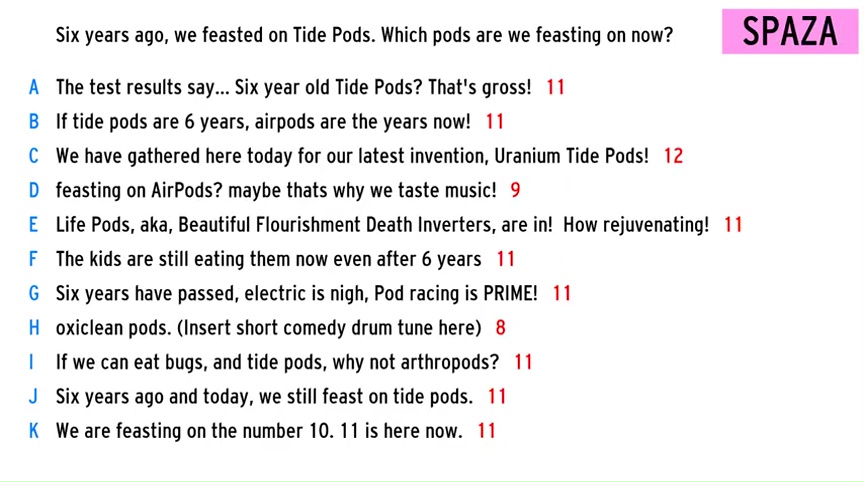 Six years ago, we feasted on Tide Pods. Which pods are we feasting on now?
SPAZA
A The test results say... Six year old Tide Pods? That's gross! 11
B If tide pods are 6 years, airpods are the years now! 11
C We have gathered here today for our latest invention, Uranium Tide Pods! 12
D feasting on AirPods? maybe thats why we taste music! 9
E Life Pods, aka, Beautiful Flourishment Death Inverters, are in!  How rejuvenating! 11
F The kids are still eating them now even after 6 years 11
G Six years have passed, electric is nigh, Pod racing is PRIME! 11
H oxiclean pods. (Insert short comedy drum tune here) 8
I If we can eat bugs, and tide pods, why not arthropods? 11
J Six years ago and today, we still feast on tide pods. 11
K We are feasting on the number 10. 11 is here now. 11